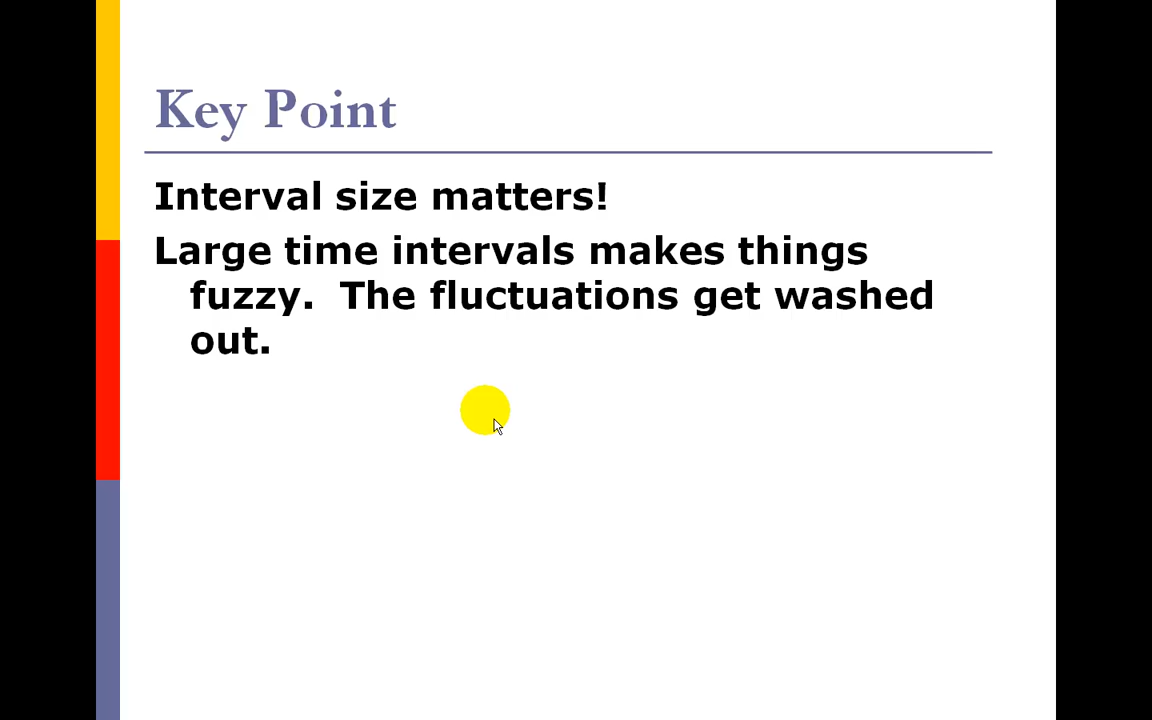 Key Point
Interval size matters!
Large time intervals makes things
fuzzy.  The fluctuations get washed
out.